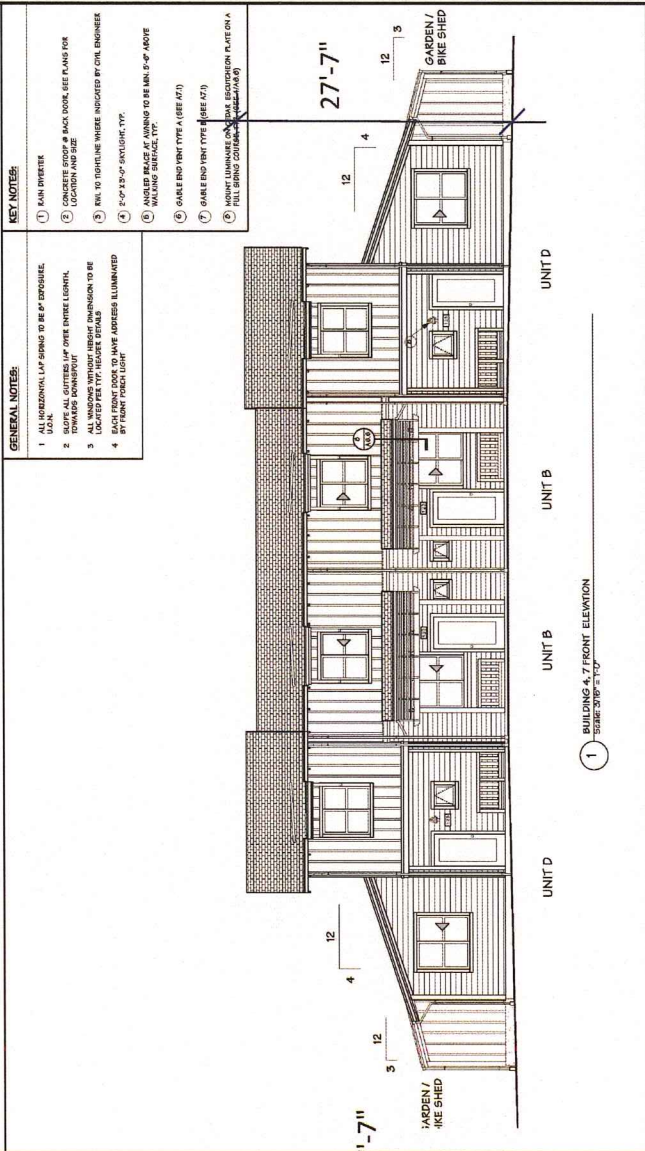 GENERAL NOTES:
1 ALL HORIZONTAL LAP SIDING TO BE 6" EXPOSURE,
U.O.N.
2 SLOPE ALL GUTTERS 1/4" OVER ENTIRE LENGTH,
TOWARDS DOWNSPOUT
3 ALL WINDOWS WITHOUT HEIGHT DIMENSION TO BE
LOCATED PER TYP. HEADER DETAILS
4 EACH FRONT DOOR TO HAVE ADDRESS ILLUMINATED
BY FRONT PORCH LIGHT
KEY NOTES:
1 RAIN DIVERTER
2 CONCRETE STOOP @ BACK DOOR, SEE PLANS FOR
LOCATION AND SIZE
3 RWL TO TIGHTLINE WHERE INDICATED BY CIVIL ENGINEER
4 2'-0" X 3'-0" SKYLIGHT, TYP.
5 ANGLED BRACE AT AWNING TO BE MIN. 5'-6" ABOVE
WALKING SURFACE, TYP.
6 GABLE END VENT TYPE A (SEE A7.1)
7 GABLE END VENT TYPE B (SEE A7.1)
8 MOUNT LUMINAIRE ON CEDAR ESCUTCHEON PLATE ON A
FULL SIDING COURSE,
'-7"
12
3
12
4
12
4
12
3
27'-7"
ARDEN /
IKE SHED
GARDEN /
BIKE SHED
6
A8.6
8
UNIT D
UNIT B
UNIT B
UNIT D
1
BUILDING 4, 7 FRONT ELEVATION
Scale: 3/16" = 1'-0"